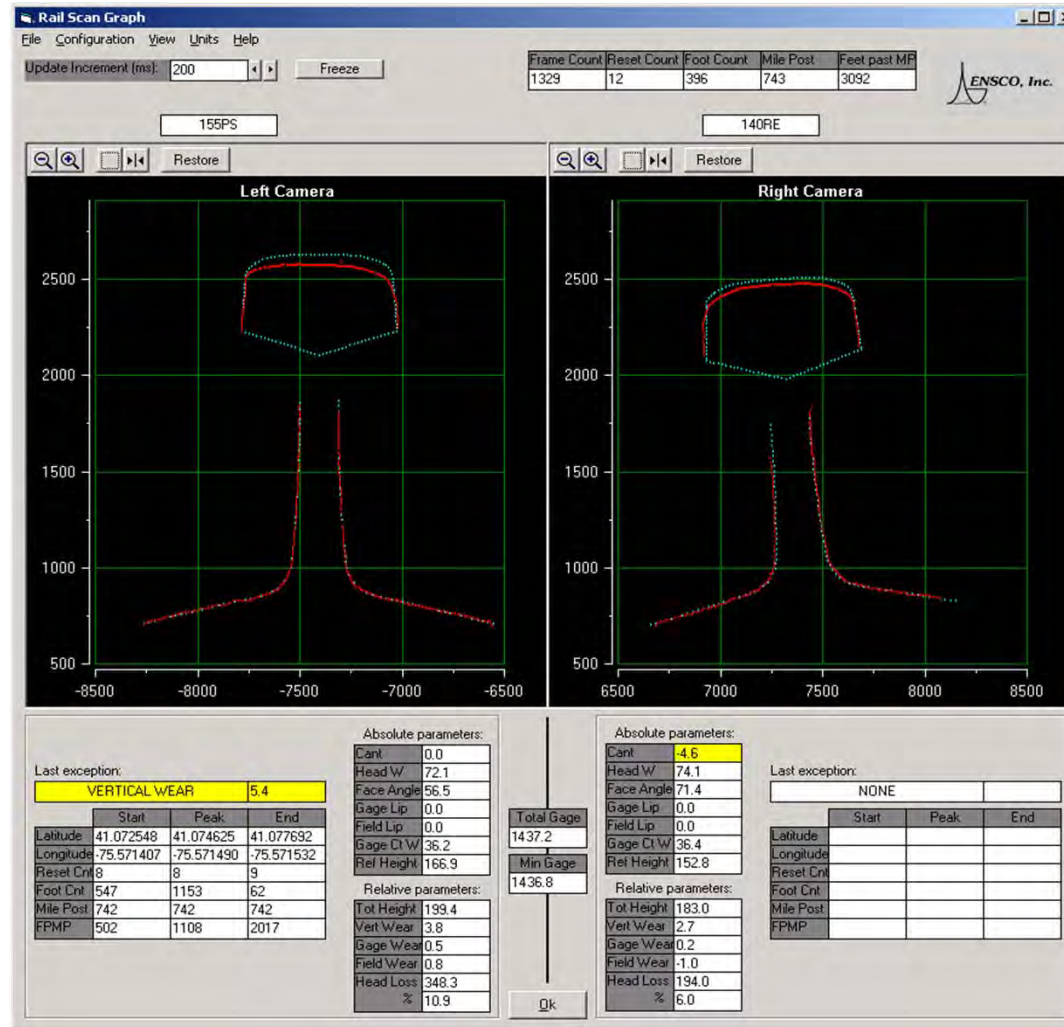 Rail Scan Graph
File Configuration View Units Help
Update Increment (ms): 200 Freeze
Frame Count Reset Count Foot Count Mile Post Feet past MP
1329 12 396 743 3092
ENSCO, Inc.
155PS 140RE
Restore Restore
Left Camera Right Camera
2500 2500
2000 2000
1500 1500
1000 1000
500 500
-8500 -8000 -7500 -7000 -6500 6500 7000 7500 8000 8500
Last exception:
VERTICAL WEAR 5.4
Start Peak End
Latitude 41.072548 41.074625 41.077692
Longitude -75.571407 -75.571490 -75.571532
Reset Cnt 8 8 9
Foot Cnt 547 1153 62
Mile Post 742 742 742
FPMP 502 1108 2017
Absolute parameters:
Cant 0.0
Head W 72.1
Face Angle 56.5
Gage Lip 0.0
Field Lip 0.0
Gage Ct W 36.2
Ref Height 166.9
Relative parameters:
Tot Height 199.4
Vert Wear 3.8
Gage Wear 0.5
Field Wear 0.8
Head Loss 348.3
% 10.9
Total Gage
1437.2
Min Gage
1436.8
Ok
Absolute parameters:
Cant -4.6
Head W 74.1
Face Angle 71.4
Gage Lip 0.0
Field Lip 0.0
Gage Ct W 36.4
Ref Height 152.8
Relative parameters:
Tot Height 183.0
Vert Wear 2.7
Gage Wear 0.2
Field Wear -1.0
Head Loss 194.0
% 6.0
Last exception:
NONE
Start Peak End
Latitude
Longitude
Reset Cnt
Foot Cnt
Mile Post
FPMP